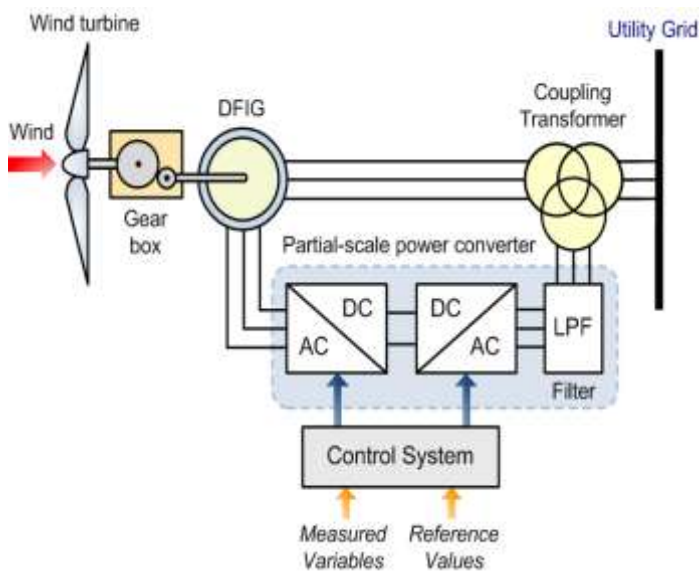 Wind turbine
Utility Grid
DFIG
Coupling
Transformer
Wind
Gear
box
Partial-scale power converter
DC
AC
DC
AC
LPF
Filter
Control System
Measured
Variables
Reference
Values